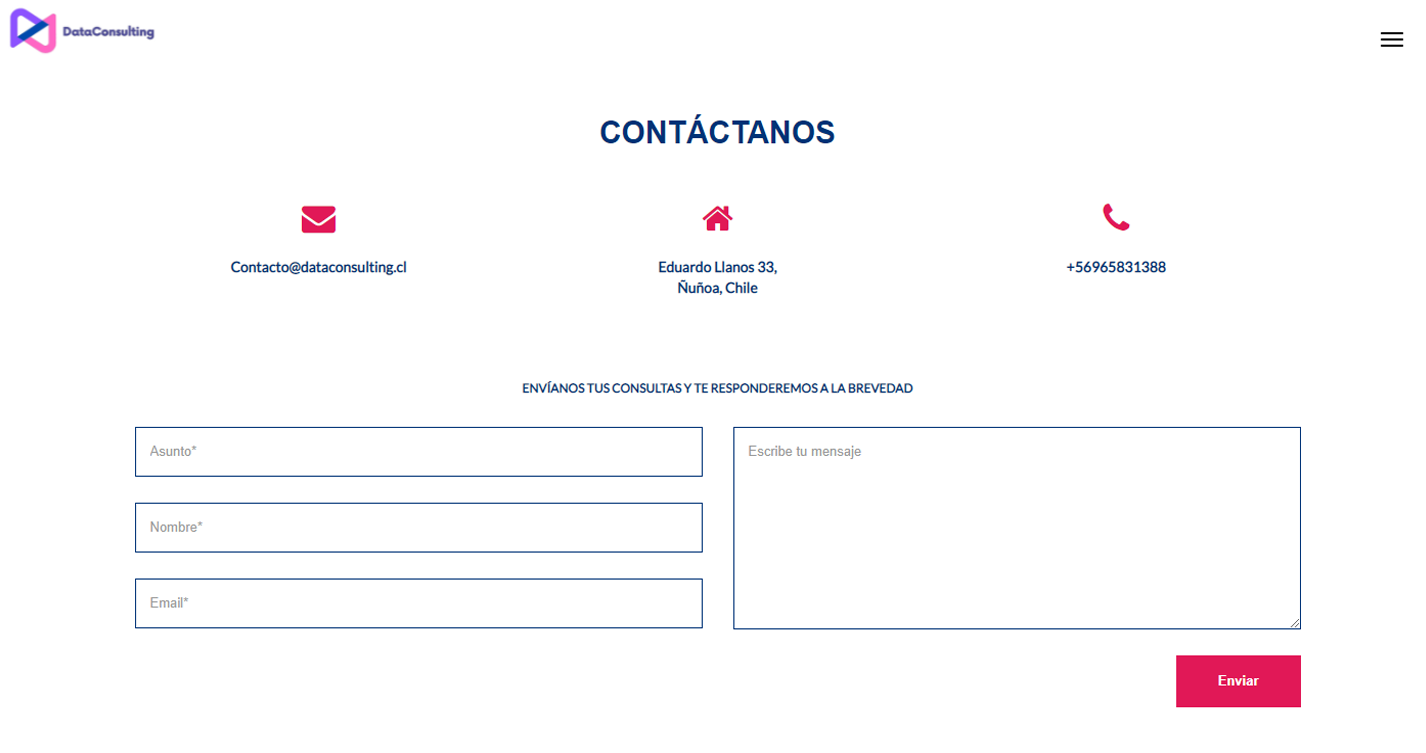 DataConsulting
CONTÁCTANOS
Contacto@dataconsulting.cl
Eduardo Llanos 33,
Ñuñoa, Chile
+56965831388
ENVÍANOS TUS CONSULTAS Y TE RESPONDEREMOS A LA BREVEDAD
Asunto*
Nombre*
Email*
Escribe tu mensaje
Enviar